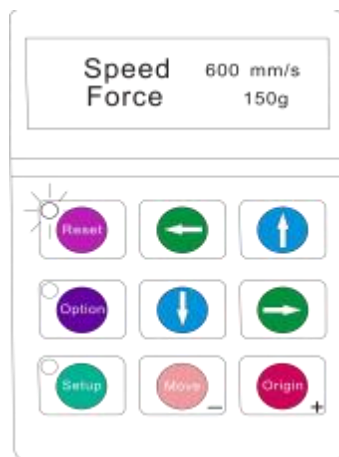 Speed 600 mm/s
Force 150g
Reset
Option
Setup Move − Origin +